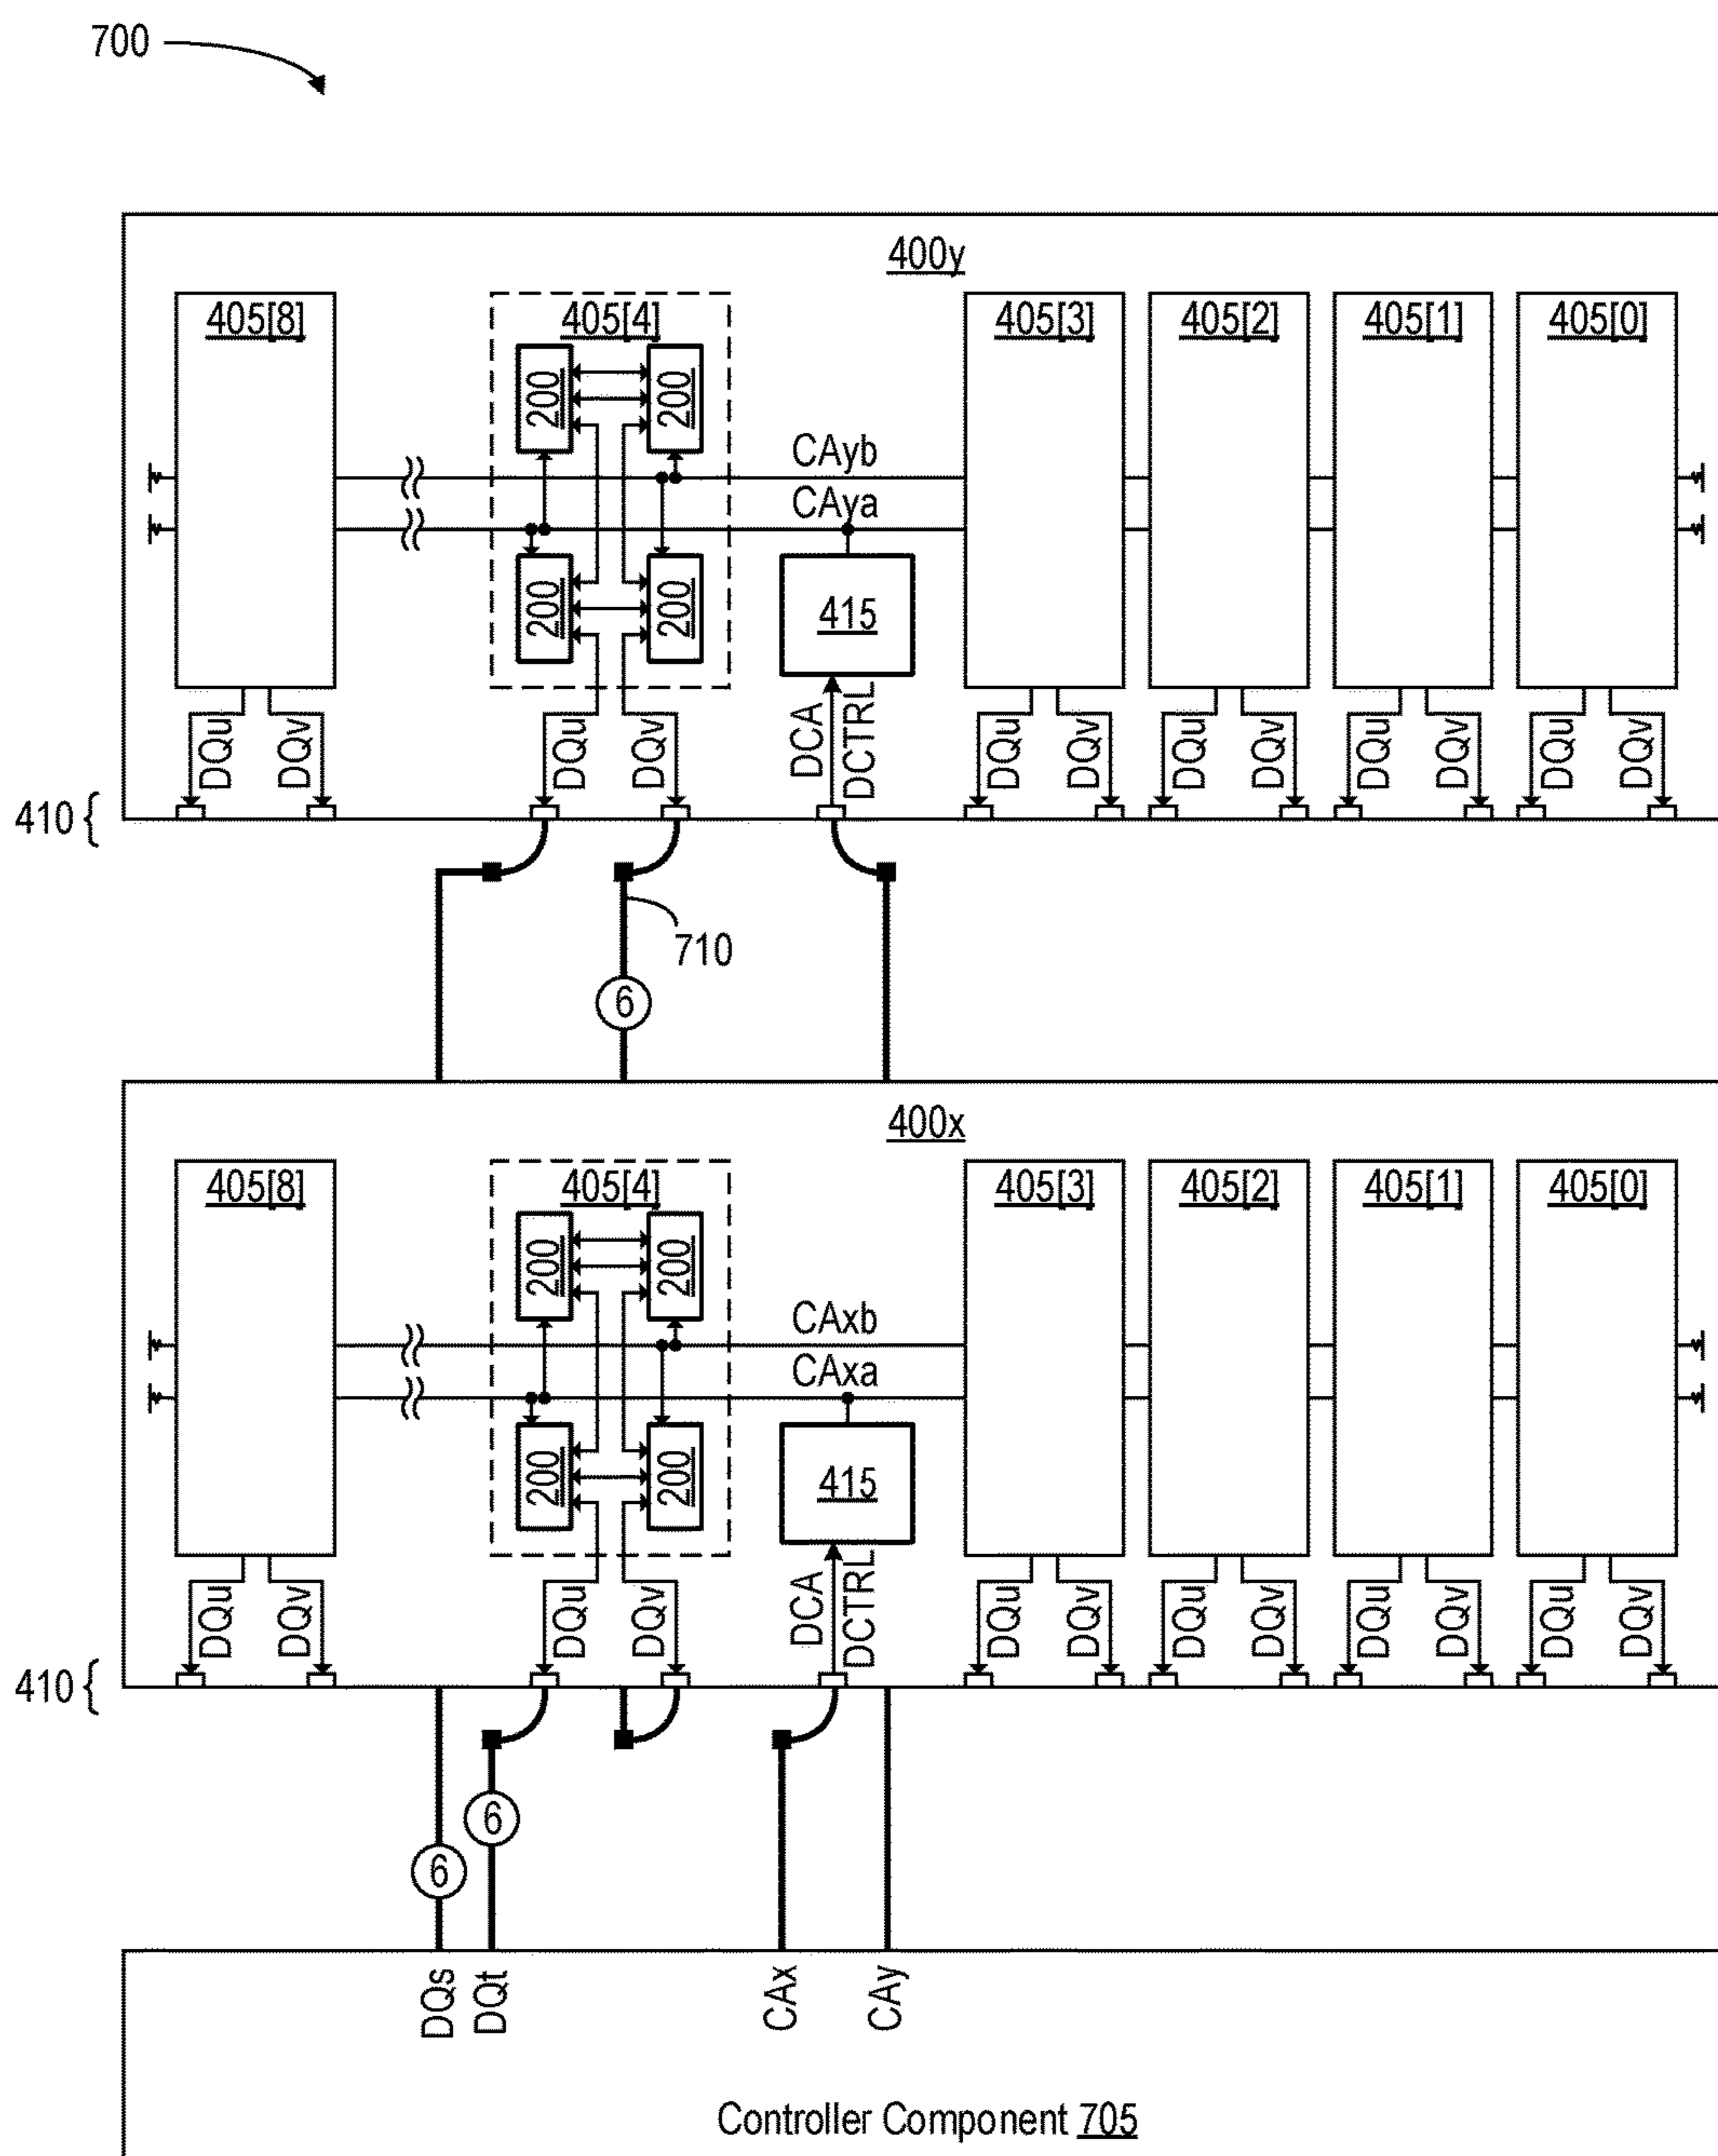 700
400y
405[8] 405[4] 405[3] 405[2] 405[1] 405[0]
200 200
CAyb
CAya
200 200 415
DQu DQv DQu DQv DCA DCTRL DQu DQv DQu DQv DQu DQv DQu DQv
410 {
710
6
400x
405[8] 405[4] 405[3] 405[2] 405[1] 405[0]
200 200
CAxb
CAxa
200 200 415
DQu DQv DQu DQv DCA DCTRL DQu DQv DQu DQv DQu DQv DQu DQv
410 {
6
6
DQs DQt CAx CAy
Controller Component 705